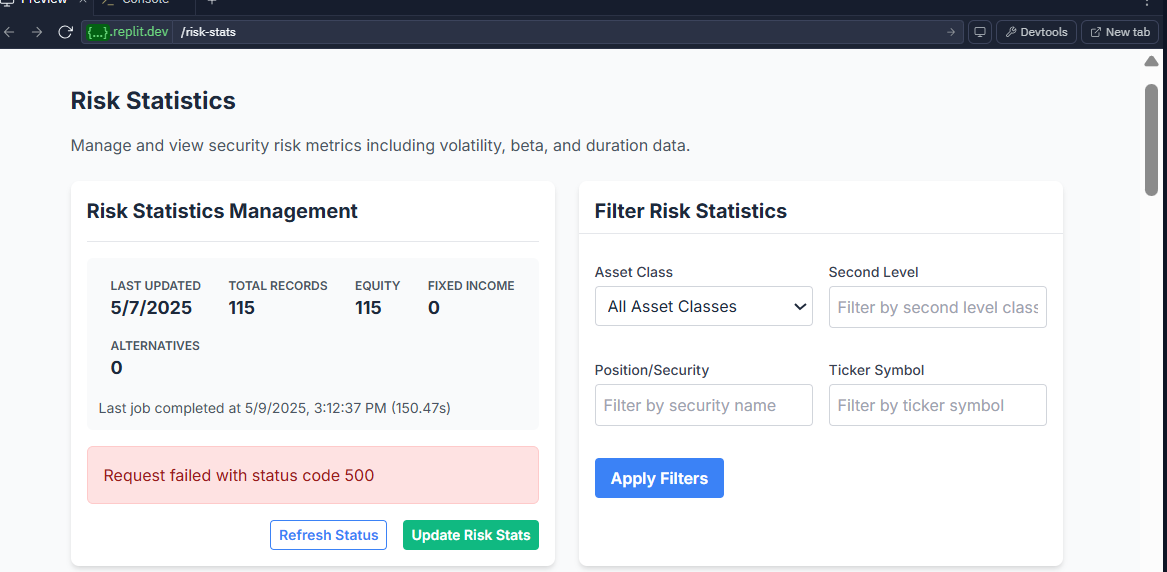 Preview
Console
{...}.replit.dev /risk-stats
Devtools
New tab
Risk Statistics
Manage and view security risk metrics including volatility, beta, and duration data.
Risk Statistics Management
LAST UPDATED TOTAL RECORDS EQUITY FIXED INCOME
5/7/2025 115 115 0
ALTERNATIVES
0
Last job completed at 5/9/2025, 3:12:37 PM (150.47s)
Request failed with status code 500
Refresh Status
Update Risk Stats
Filter Risk Statistics
Asset Class Second Level
All Asset Classes Filter by second level class
Position/Security Ticker Symbol
Filter by security name Filter by ticker symbol
Apply Filters